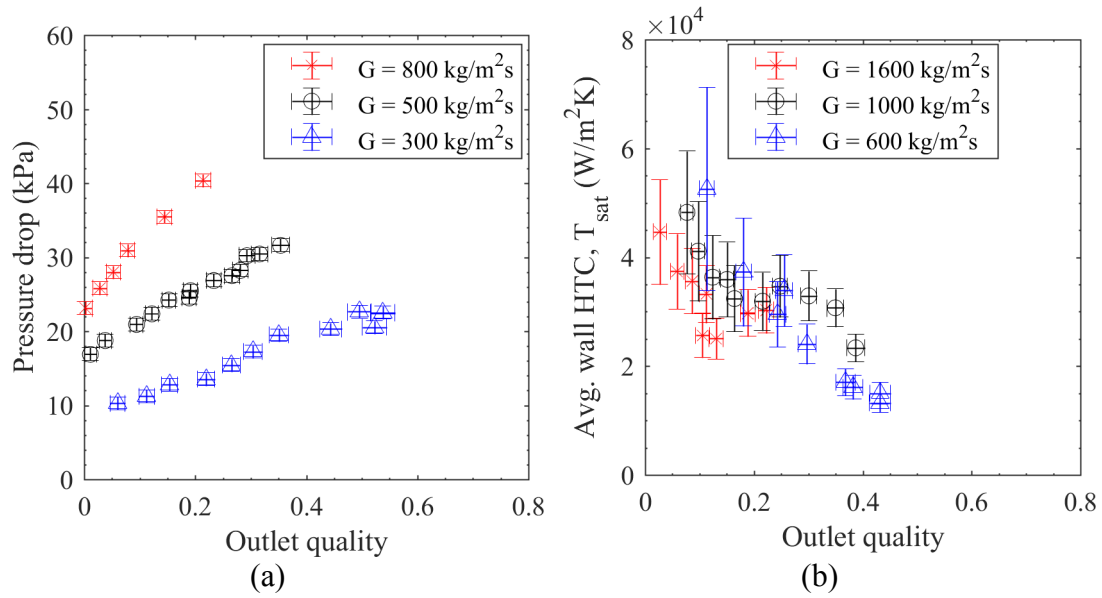 60
50
40
30
20
10
0
Pressure drop (kPa)
G = 800 kg/m²s
G = 500 kg/m²s
G = 300 kg/m²s
0 0.2 0.4 0.6 0.8
Outlet quality
(a)
×10⁴
8
6
4
2
0
Avg. wall HTC, T_sat (W/m²K)
G = 1600 kg/m²s
G = 1000 kg/m²s
G = 600 kg/m²s
0 0.2 0.4 0.6 0.8
Outlet quality
(b)